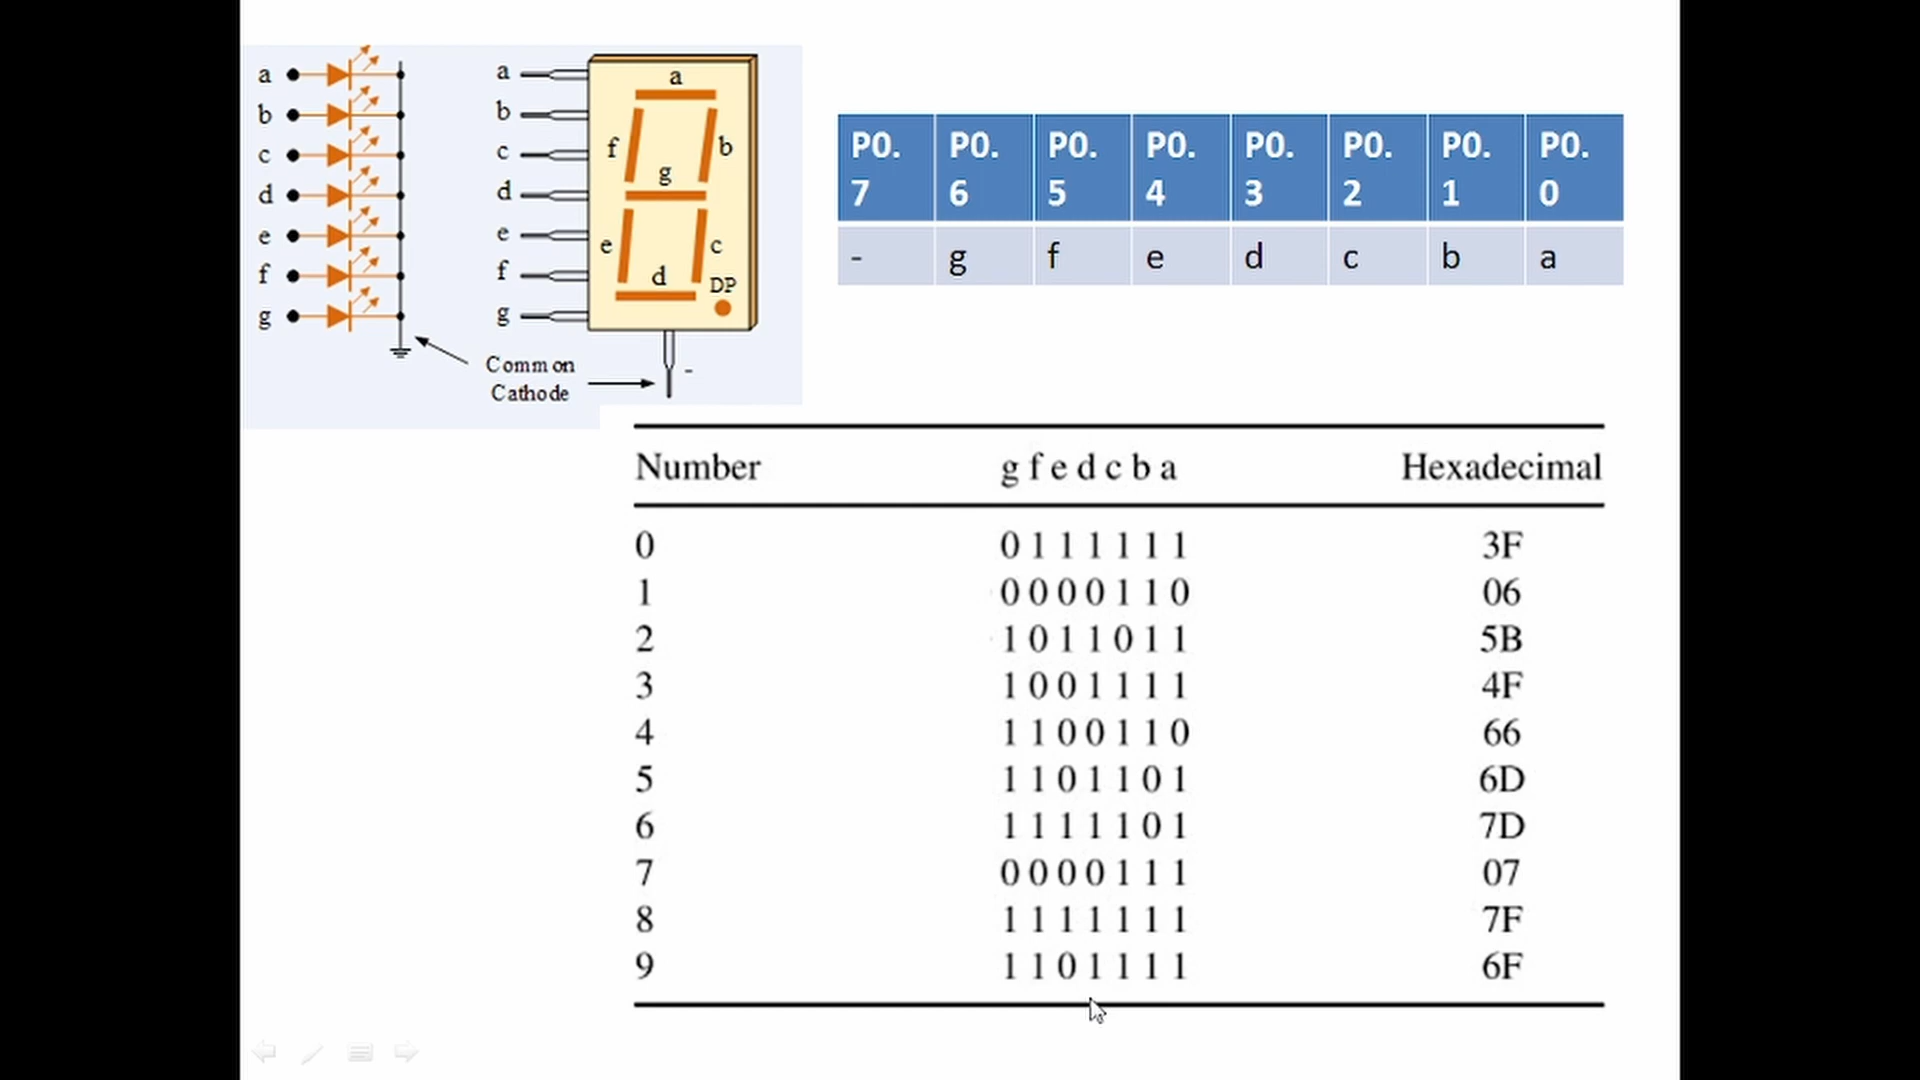 a
b
c
d
e
f
g
a
b
c
d
e
f
g
a
f
b
g
e
c
d
DP
-
Common
Cathode
P0.7 P0.6 P0.5 P0.4 P0.3 P0.2 P0.1 P0.0
- g f e d c b a
Number g f e d c b a Hexadecimal
0 0 1 1 1 1 1 1 3F
1 0 0 0 0 1 1 0 06
2 1 0 1 1 0 1 1 5B
3 1 0 0 1 1 1 1 4F
4 1 1 0 0 1 1 0 66
5 1 1 0 1 1 0 1 6D
6 1 1 1 1 1 0 1 7D
7 0 0 0 0 1 1 1 07
8 1 1 1 1 1 1 1 7F
9 1 1 0 1 1 1 1 6F